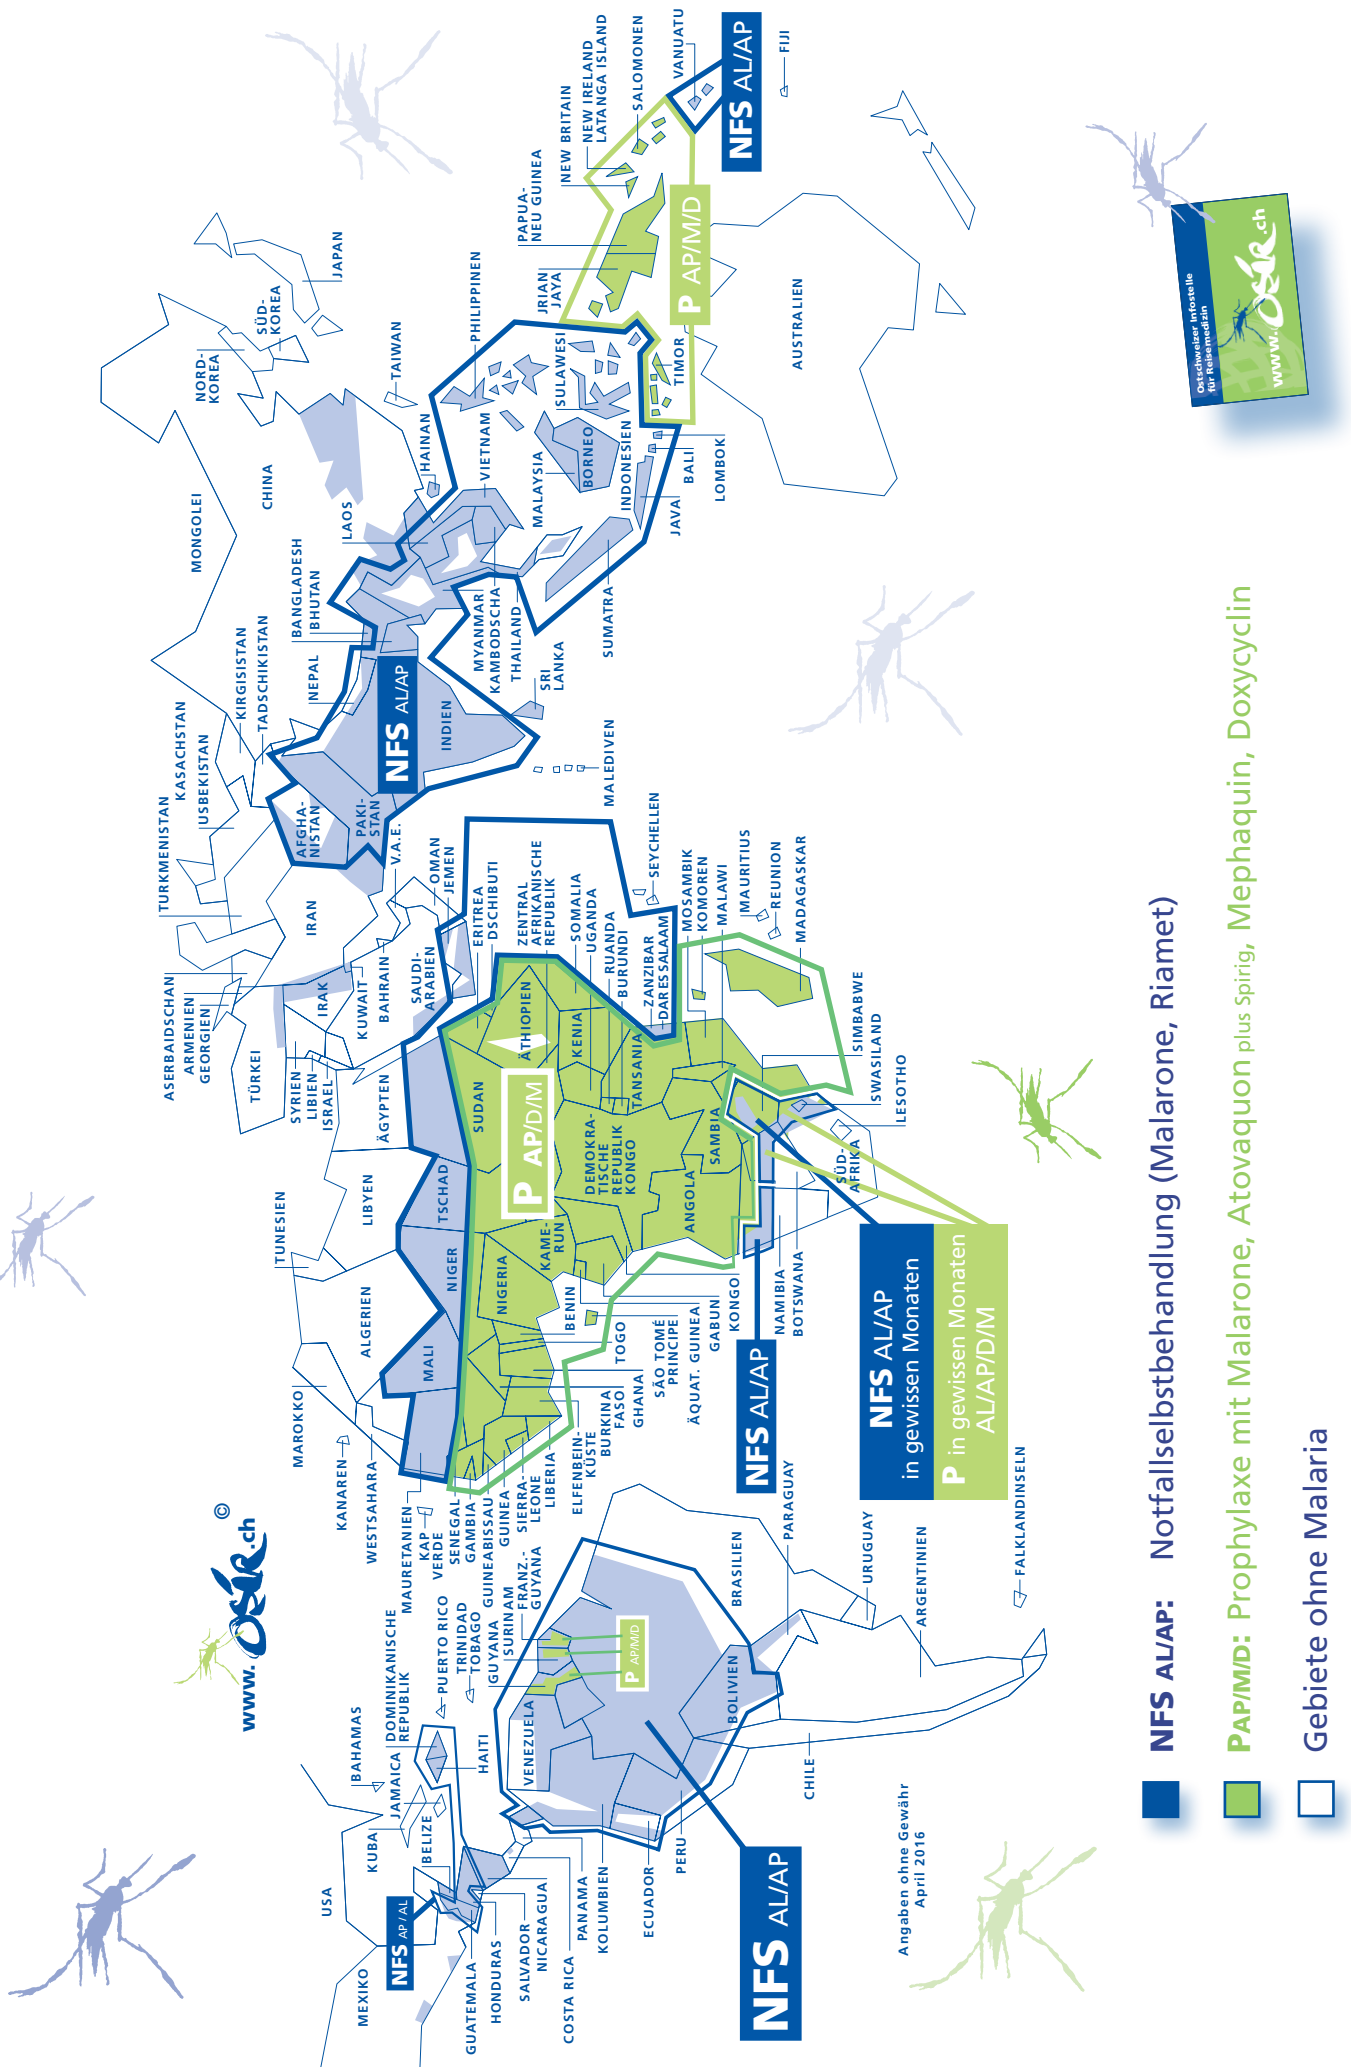 www.OSIR.ch ©
USA
MEXIKO
BAHAMAS
KUBA
JAMAICA
DOMINIKANISCHE
REPUBLIK
PUERTO RICO
TRINIDAD
TOBAGO
HAITI
BELIZE
NFS AP / AL
GUATEMALA
HONDURAS
SALVADOR
NICARAGUA
COSTA RICA
PANAMA
KOLUMBIEN
ECUADOR
PERU
VENEZUELA
GUYANA
SURINAM
FRANZ.-
GUYANA
P AP/M/D
BRASILIEN
BOLIVIEN
PARAGUAY
URUGUAY
ARGENTINIEN
CHILE
FALKLANDINSELN
NFS AL/AP
Angaben ohne Gewähr
April 2016
MAROKKO
KANAREN
WESTSAHARA
MAURETANIEN
KAP
VERDE
SENEGAL
GAMBIA
GUINEABISSAU
GUINEA
SIERRA-
LEONE
LIBERIA
ELFENBEIN-
KÜSTE
BURKINA
FASO
GHANA
TOGO
BENIN
SÃO TOMÉ
PRINCIPE
ÄQUAT. GUINEA
GABUN
KONGO
TUNESIEN
ALGERIEN
LIBYEN
ÄGYPTEN
MALI
NIGER
TSCHAD
SUDAN
NIGERIA
KAME-
RUN
P AP/D/M
ÄTHIOPIEN
KENIA
DEMOKRA-
TISCHE
REPUBLIK
KONGO
TANSANIA
ANGOLA
SAMBIA
ERITREA
DSCHIBUTI
ZENTRAL
AFRIKANISCHE
REPUBLIK
SOMALIA
UGANDA
RUANDA
BURUNDI
ZANZIBAR
DARESSALAAM
MOSAMBIK
KOMOREN
MALAWI
SEYCHELLEN
MAURITIUS
REUNION
MADAGASKAR
SIMBABWE
SWASILAND
LESOTHO
SÜD-
AFRIKA
NAMIBIA
BOTSWANA
NFS AL/AP
NFS AL/AP
in gewissen Monaten
P in gewissen Monaten
AL/AP/D/M
ASERBAIDSCHAN
ARMENIEN
GEORGIEN
TÜRKEI
SYRIEN
LIBIEN
ISRAEL
IRAK
IRAN
KUWAIT
BAHRAIN
SAUDI-
ARABIEN
V.A.E.
OMAN
JEMEN
TURKMENISTAN
KASACHSTAN
USBEKISTAN
KIRGISISTAN
TADSCHIKISTAN
AFGHA-
NISTAN
PAKI-
STAN
NFS AL/AP
INDIEN
NEPAL
BANGLADESH
BHUTAN
MALEDIVEN
SRI
LANKA
MONGOLEI
CHINA
NORD-
KOREA
SÜD-
KOREA
JAPAN
TAIWAN
HAINAN
LAOS
VIETNAM
MYANMAR
KAMBODSCHA
THAILAND
MALAYSIA
SUMATRA
BORNEO
INDONESIEN
JAVA
BALI
LOMBOK
SULAWESI
PHILIPPINEN
TIMOR
JRIAN
JAYA
PAPUA-
NEU GUINEA
NEW BRITAIN
NEW IRELAND
LATANGA ISLAND
SALOMONEN
VANUATU
FIJI
P AP/M/D
NFS AL/AP
AUSTRALIEN
NFS AL/AP: Notfallselbstbehandlung (Malarone, Riamet)
PAP/M/D: Prophylaxe mit Malarone, Atovaquon plus Spirig, Mephaquin, Doxycyclin
Gebiete ohne Malaria
Ostschweizer Infostelle
für Reisemedizin
www.OSIR.ch